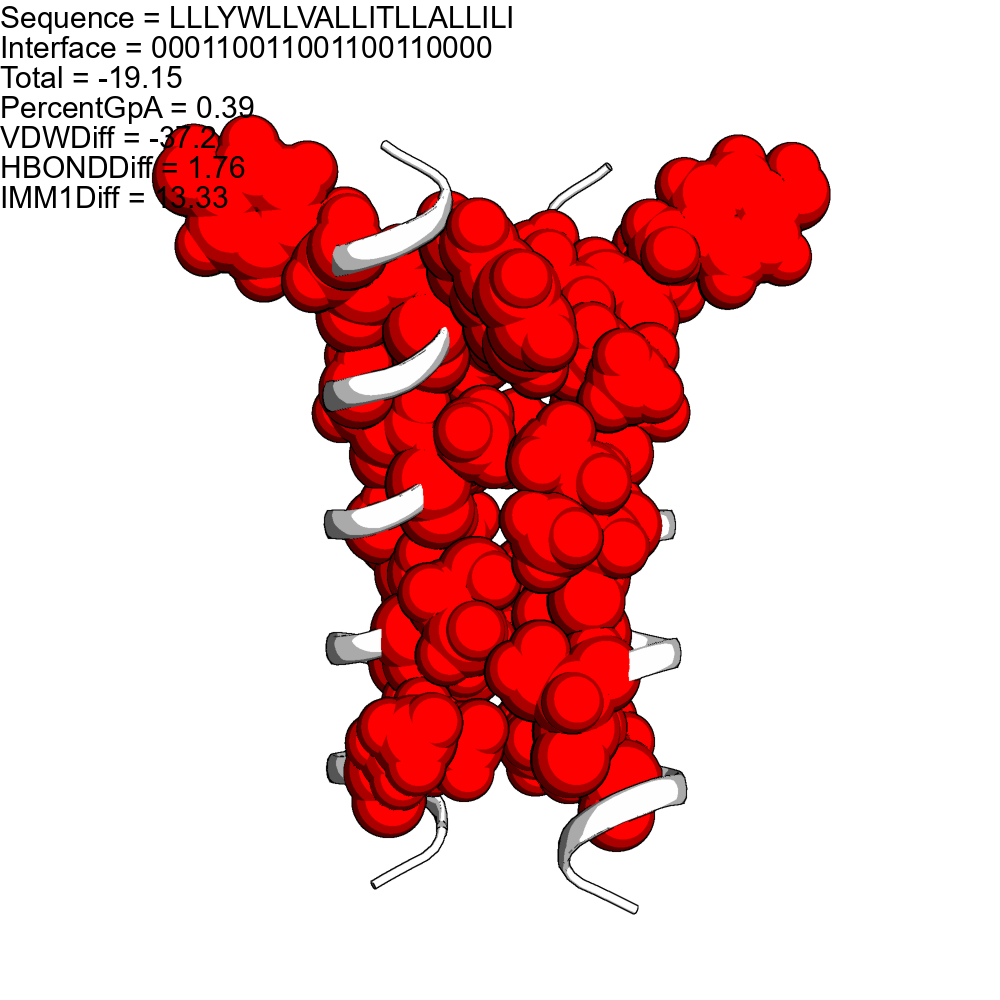 Sequence = LLLYWLLVALLITLLALLILI
Interface = 000110011001100110000
Total = -19.15
PercentGpA = 0.39
VDWDiff = -37.2
HBONDDiff = 1.76
IMM1Diff = 13.33